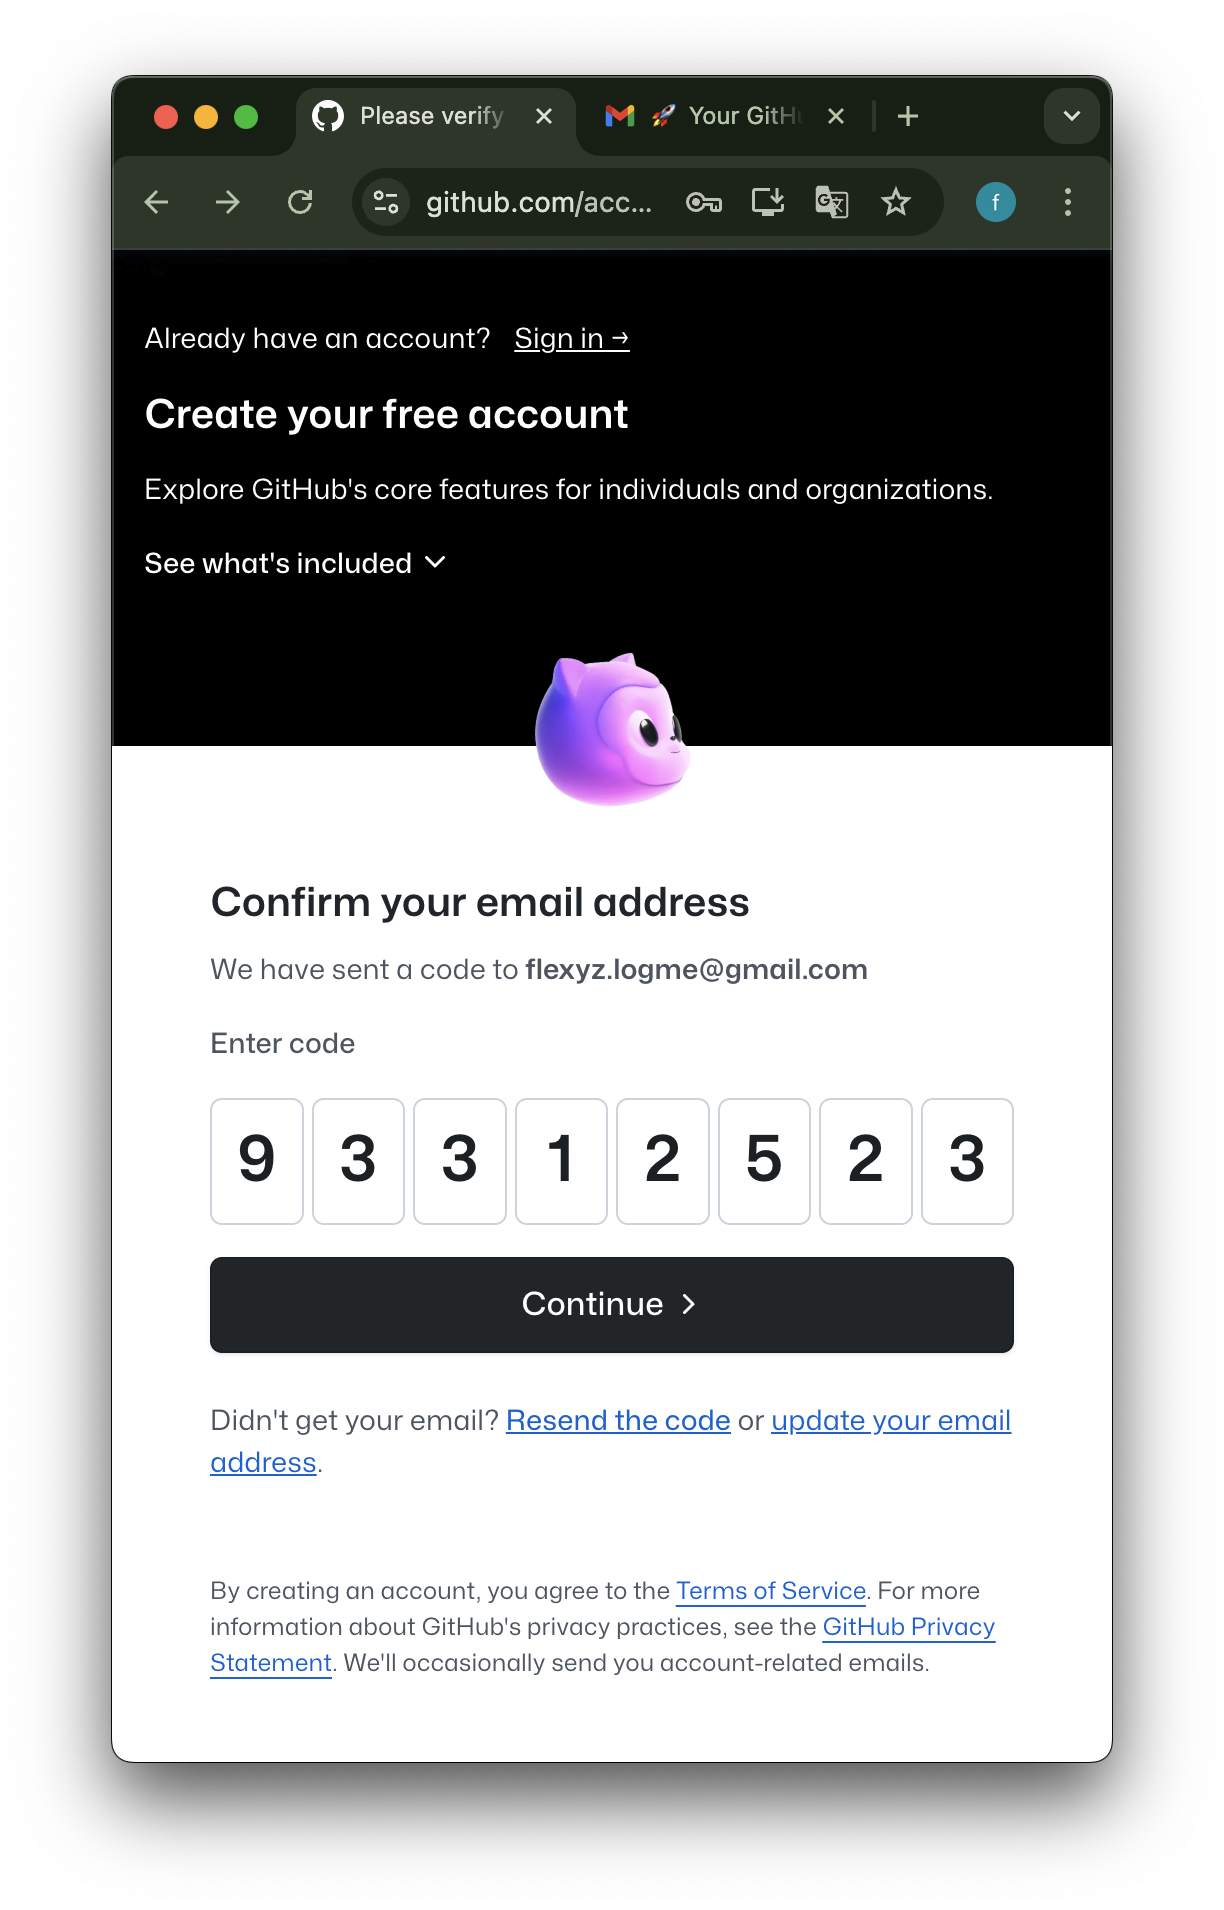 Please verify
🚀 Your GitHu
github.com/acc...
f
Already have an account? Sign in →
Create your free account
Explore GitHub's core features for individuals and organizations.
See what's included
Confirm your email address
We have sent a code to flexyz.logme@gmail.com
Enter code
9 3 3 1 2 5 2 3
Continue
Didn't get your email? Resend the code or update your email
address.
By creating an account, you agree to the Terms of Service. For more
information about GitHub's privacy practices, see the GitHub Privacy
Statement. We'll occasionally send you account-related emails.